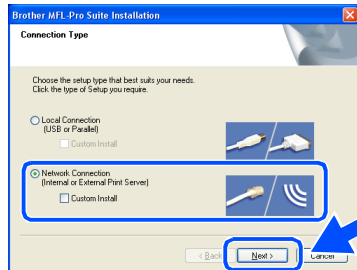 Brother MFL-Pro Suite Installation
Connection Type
Choose the setup type that best suits your needs.
Click the type of Setup you require.
Local Connection
(USB or Parallel)
Custom Install
Network Connection
(Internal or External Print Server)
Custom Install
< Back Next > Cancel